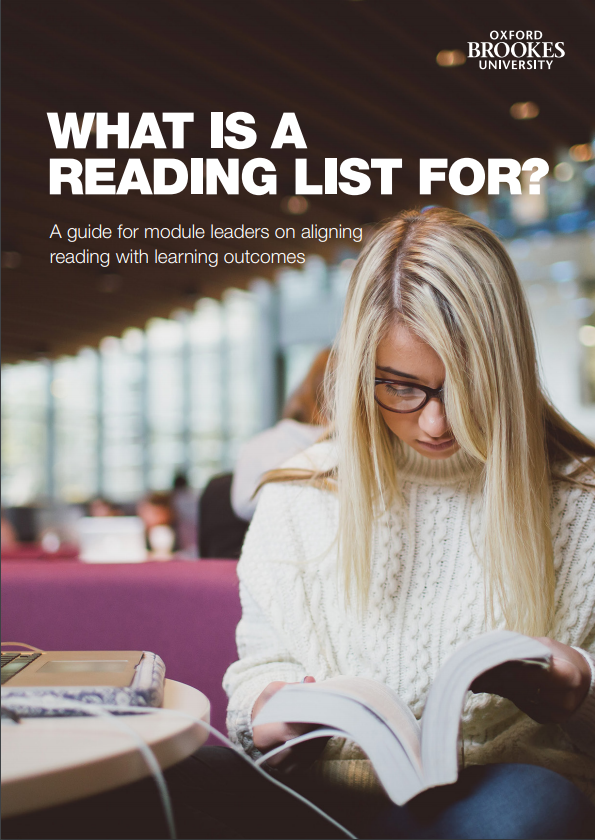 OXFORD
BROOKES
UNIVERSITY
WHAT IS A
READING LIST FOR?
A guide for module leaders on aligning
reading with learning outcomes